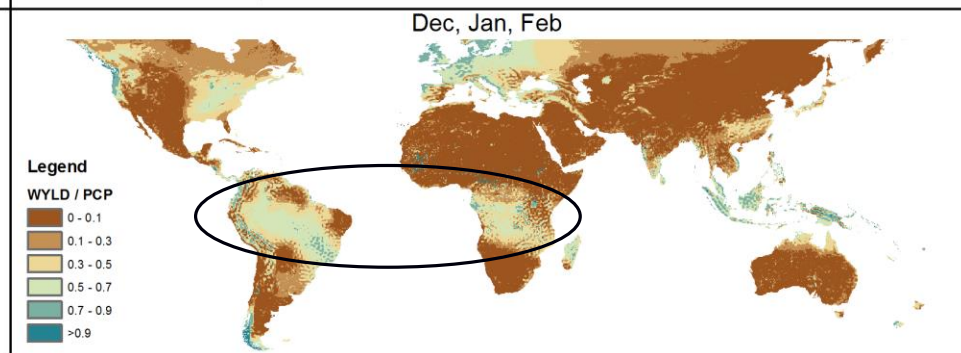 Dec, Jan, Feb
Legend
WYLD / PCP
0 - 0.1
0.1 - 0.3
0.3 - 0.5
0.5 - 0.7
0.7 - 0.9
>0.9